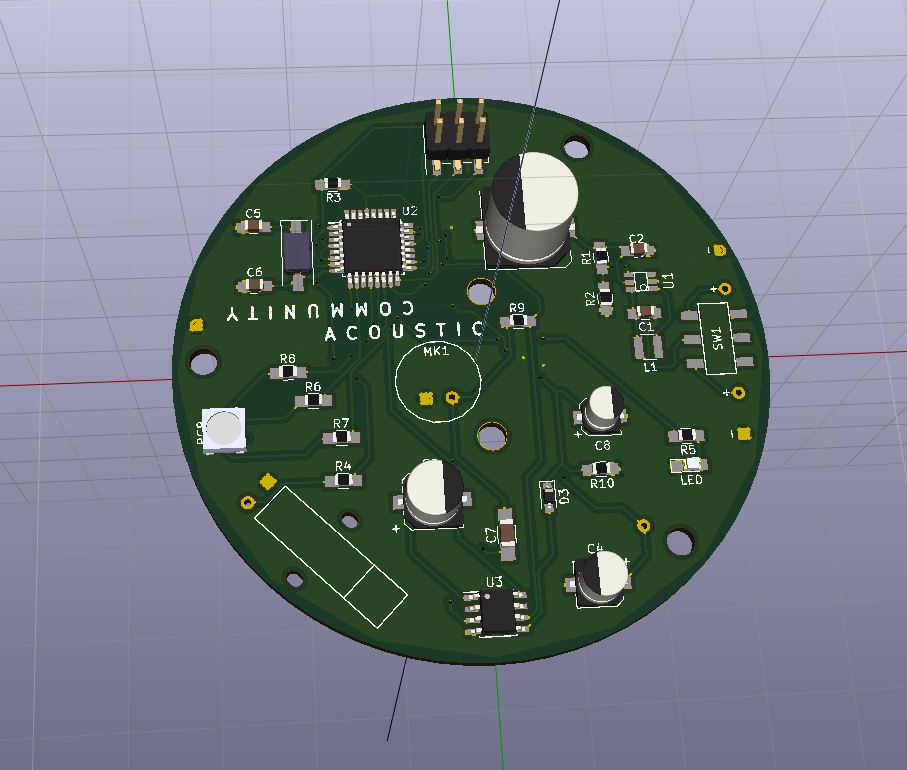 R3
C5
U2
C2
R1
U1
C6
R2
+
COMMUNITY
ACOUSTIC
R9
C1
SW1
MK1
L1
R8
R6
+
R7
+
C8
R5
R4
R10
LED
D3
+
C7
C4
+
U3